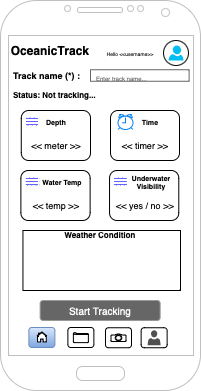 OceanicTrack
Hello <<username>>
Track name (*) :
Enter track name...
Status: Not tracking...
Depth
<< meter >>
Time
<< timer >>
Water Temp
<< temp >>
Underwater
Visibility
<< yes / no >>
Weather Condition
Start Tracking